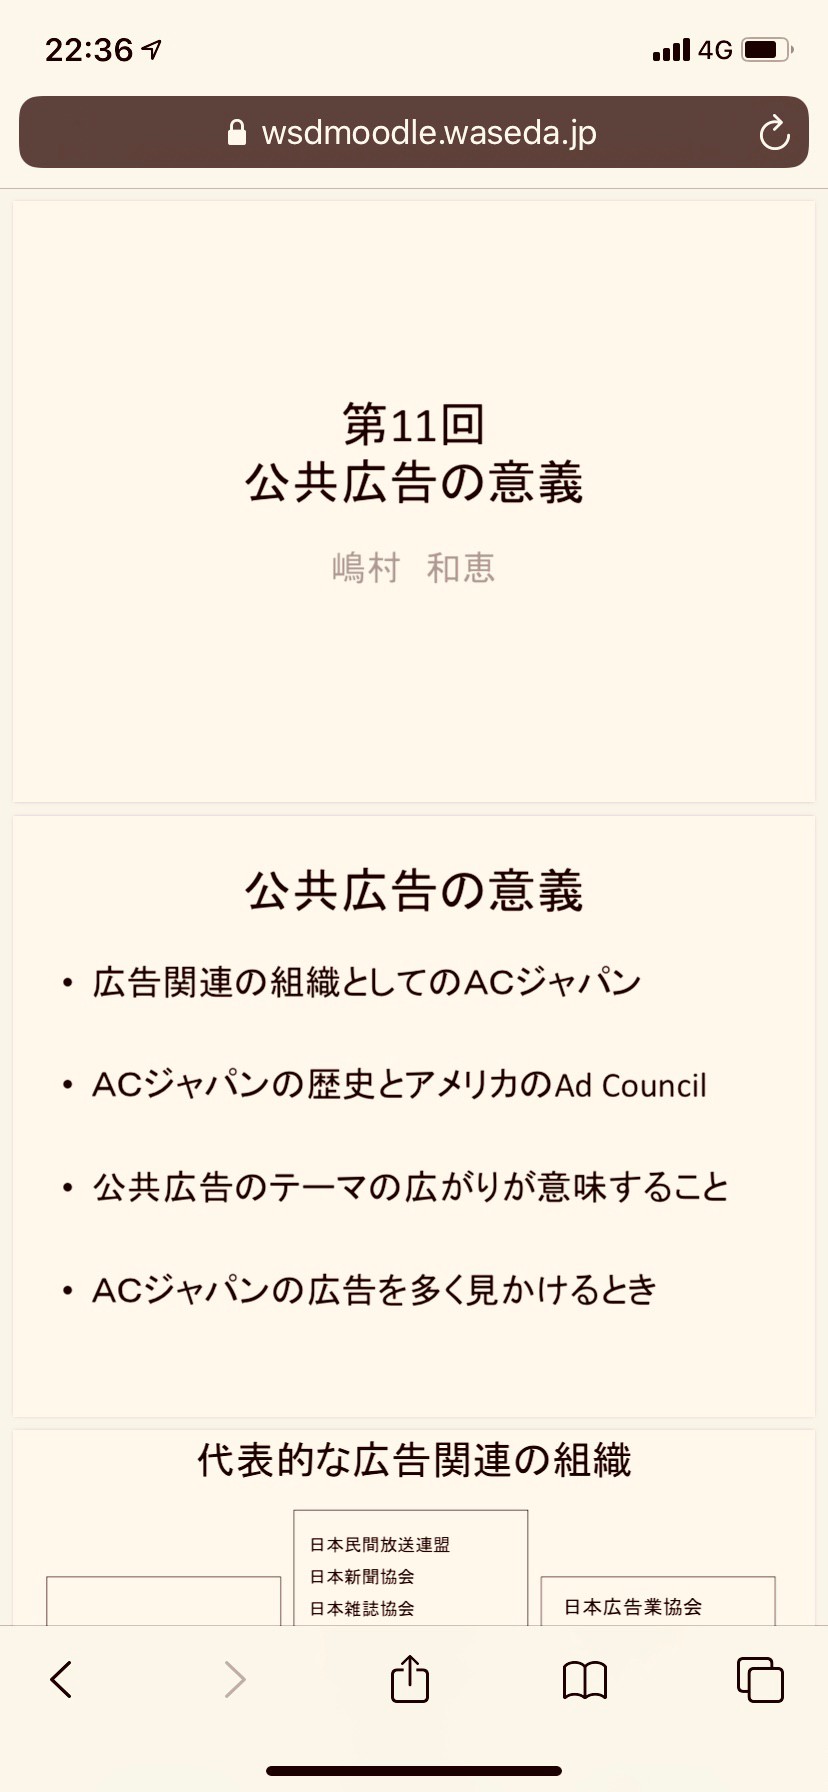 22:36
4G
wsdmoodle.waseda.jp
第11回
公共広告の意義
嶋村 和恵
公共広告の意義
• 広告関連の組織としてのACジャパン
• ACジャパンの歴史とアメリカのAd Council
• 公共広告のテーマの広がりが意味すること
• ACジャパンの広告を多く見かけるとき
代表的な広告関連の組織
日本民間放送連盟
日本新聞協会
日本雑誌協会
日本広告業協会